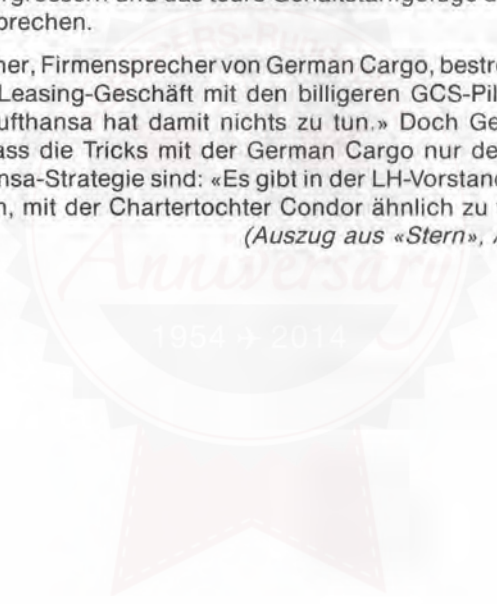 prechen.
ner, Firmensprecher von German Cargo, bestre
Leasing-Geschäft mit den billigeren GCS-Pil
ufthansa hat damit nichts zu tun.» Doch Ge
ass die Tricks mit der German Cargo nur de
nsa-Strategie sind: «Es gibt in der LH-Vorstand
n, mit der Chartertochter Condor ähnlich zu
(Auszug aus «Stern», A
Anniversary
1954 ✈ 2014